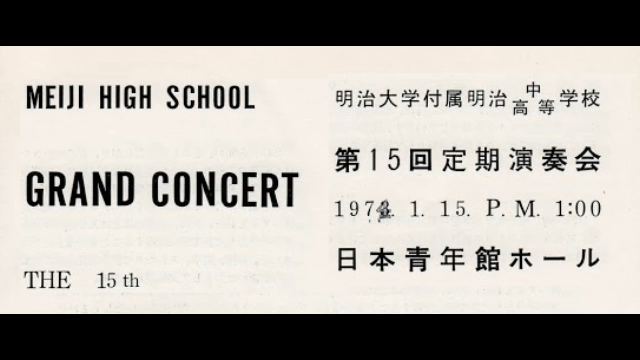 MEIJI HIGH SCHOOL
GRAND CONCERT
THE 15th
明治大学付属明治中高等学校
第15回定期演奏会
1. 15. P. M. 1:00
日本青年館ホール